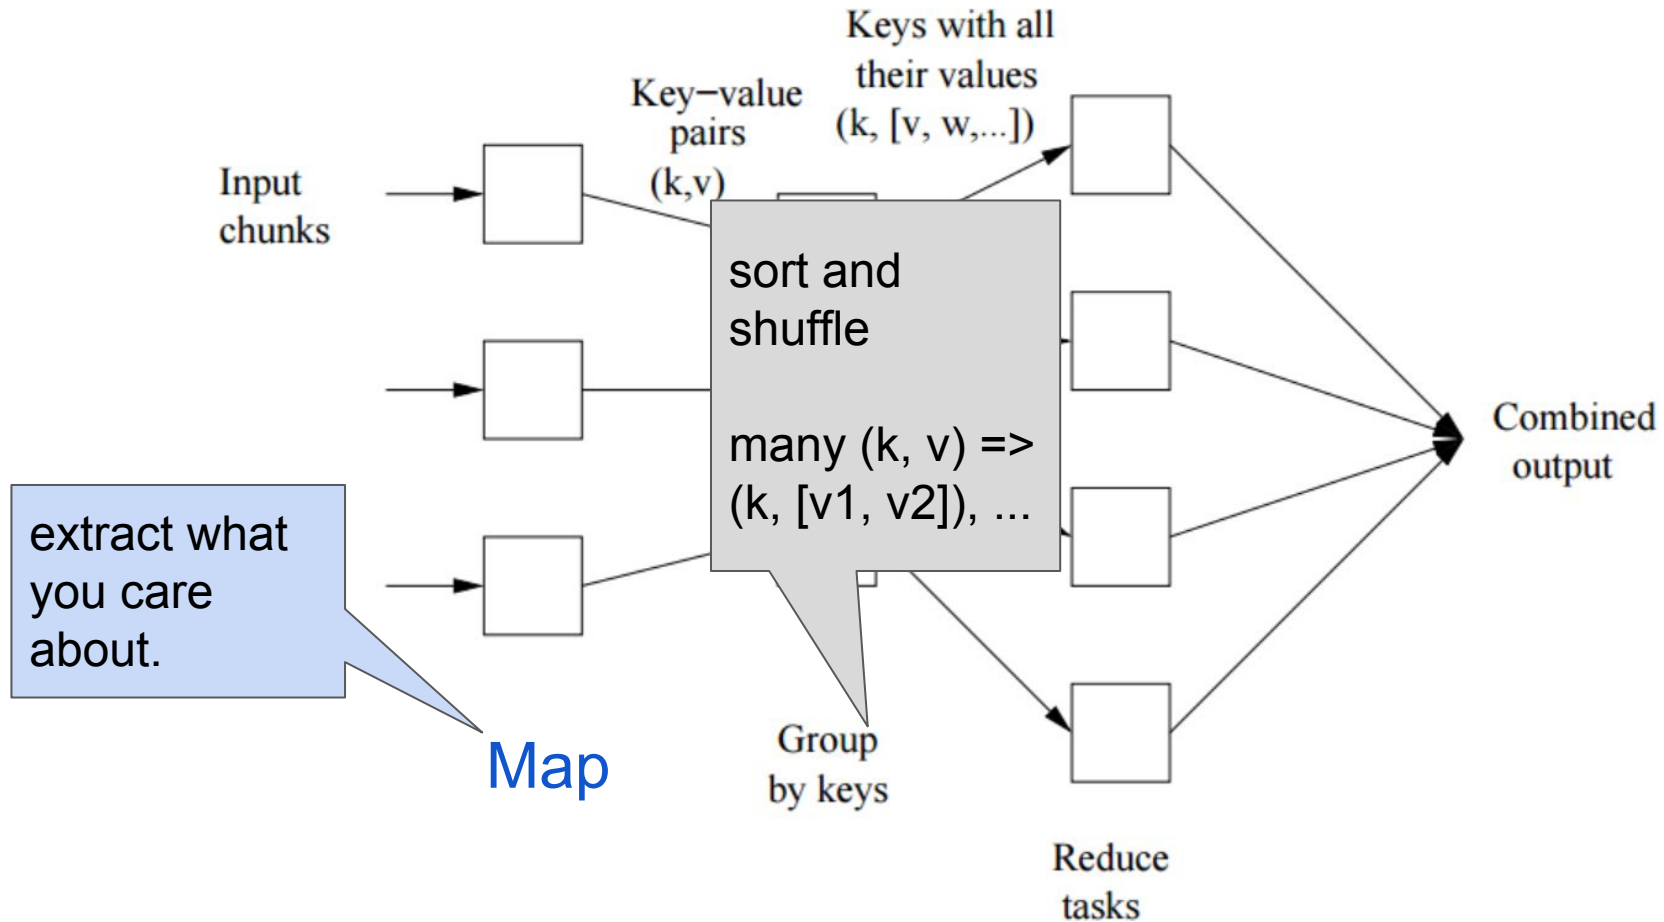 Keys with all
their values
(k, [v, w,...])
Key−value
pairs
(k,v)
Input
chunks
sort and
shuffle
many (k, v) =>
(k, [v1, v2]), ...
Combined
output
extract what
you care
about.
Map
Group
by keys
Reduce
tasks